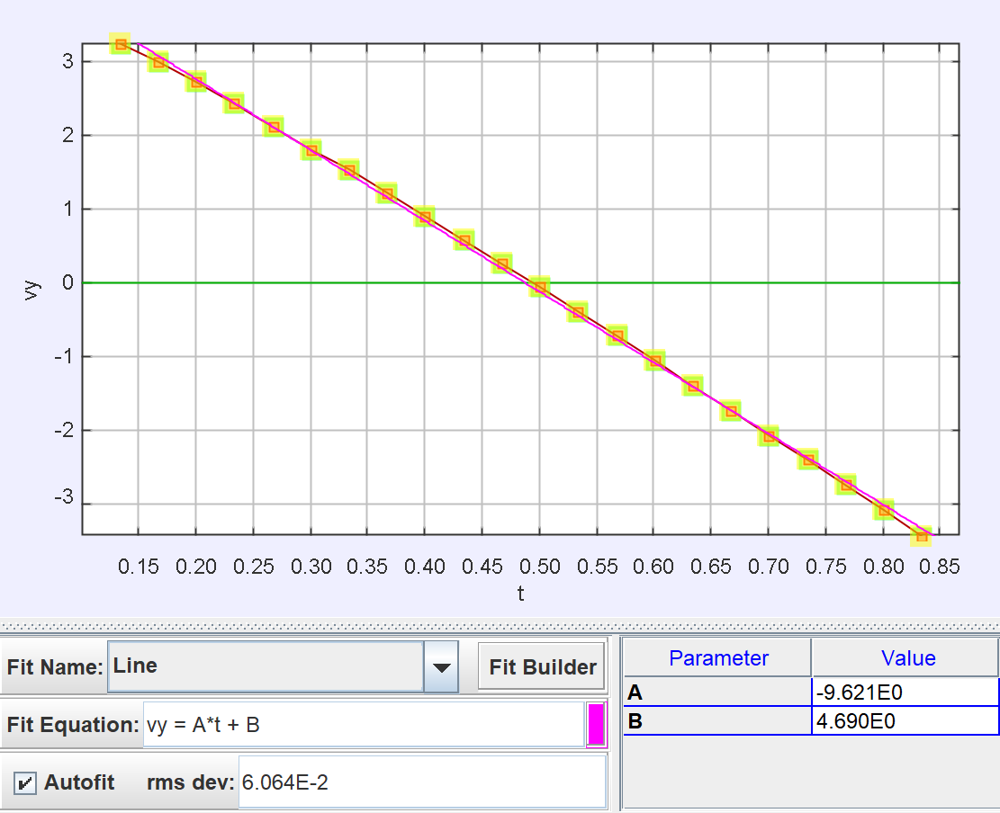 3
2
1
0
-1
-2
-3
vy
0.15 0.20 0.25 0.30 0.35 0.40 0.45 0.50 0.55 0.60 0.65 0.70 0.75 0.80 0.85
t
Fit Name: Line Fit Builder
Fit Equation: vy = A*t + B
Autofit rms dev: 6.064E-2
Parameter Value
A -9.621E0
B 4.690E0